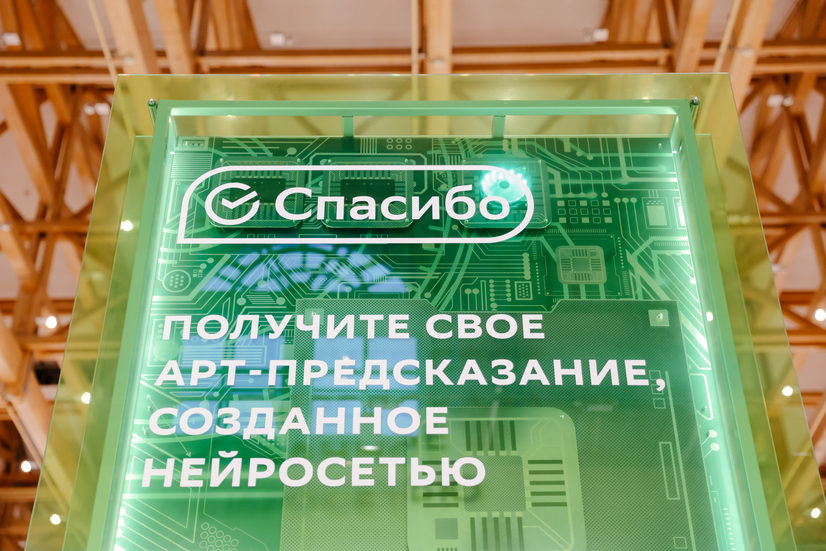 Спасибо
ПОЛУЧИТЕ СВОЕ
АРТ-ПРЕДСКАЗАНИЕ,
СОЗДАННОЕ
НЕЙРОСЕТЬЮ